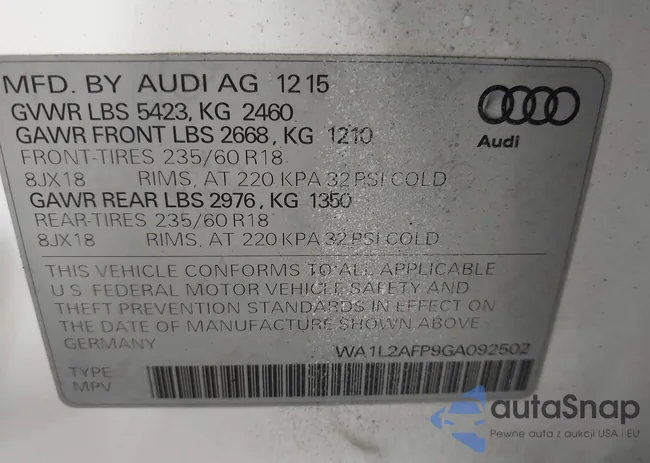 MFD. BY AUDI AG 12 15
GVWR LBS 5423, KG 2460
GAWR FRONT LBS 2668, KG 1210
FRONT-TIRES 235/60 R18
8JX18 RIMS, AT 220 KPA 32 PSI COLD
GAWR REAR LBS 2976, KG 1350
REAR-TIRES 235/60 R18
8JX18 RIMS, AT 220 KPA 32 PSI COLD
Audi
THIS VEHICLE CONFORMS TO ALL APPLICABLE
U.S. FEDERAL MOTOR VEHICLE SAFETY AND
THEFT PREVENTION STANDARDS IN EFFECT ON
THE DATE OF MANUFACTURE SHOWN ABOVE.
GERMANY WA1L2AFP9GA092502
TYPE
MPV
autaSnap
Pewne auta z aukcji USA i EU